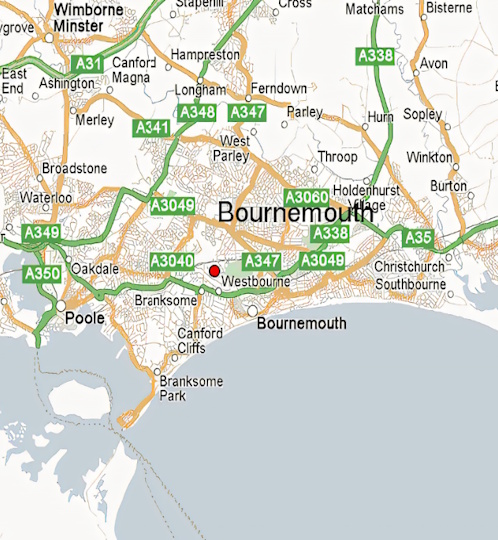 Stapehill
Cross
Matchams
Bisterne
Wimborne
Minster
Hampreston
A338
A31
Canford
Magna
Avon
East
End
Ashington
Longham
Ferndown
A348
A347
Parley
Hurn
Sopley
Merley
A341
West
Parley
Throop
Winkton
Broadstone
Holdenhurst
Village
Burton
Waterloo
A3049
A3060
Bournemouth
A349
A338
A35
Oakdale
A3040
A347
A3049
Christchurch
A350
Westbourne
Southbourne
Branksome
Poole
Bournemouth
Canford
Cliffs
Branksome
Park